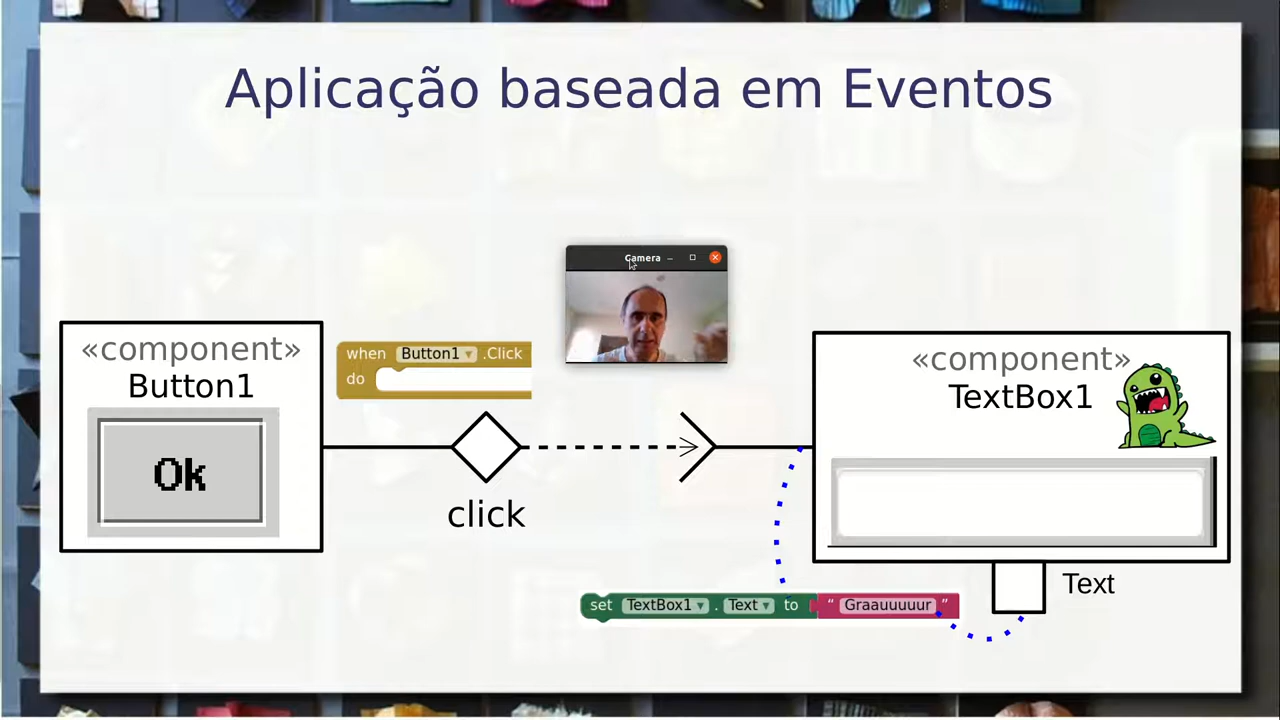 Aplicação baseada em Eventos
Camera
«component»
Button1
Ok
when Button1 .Click
do
click
«component»
TextBox1
Text
set TextBox1 . Text to “ Graauuuuur ”